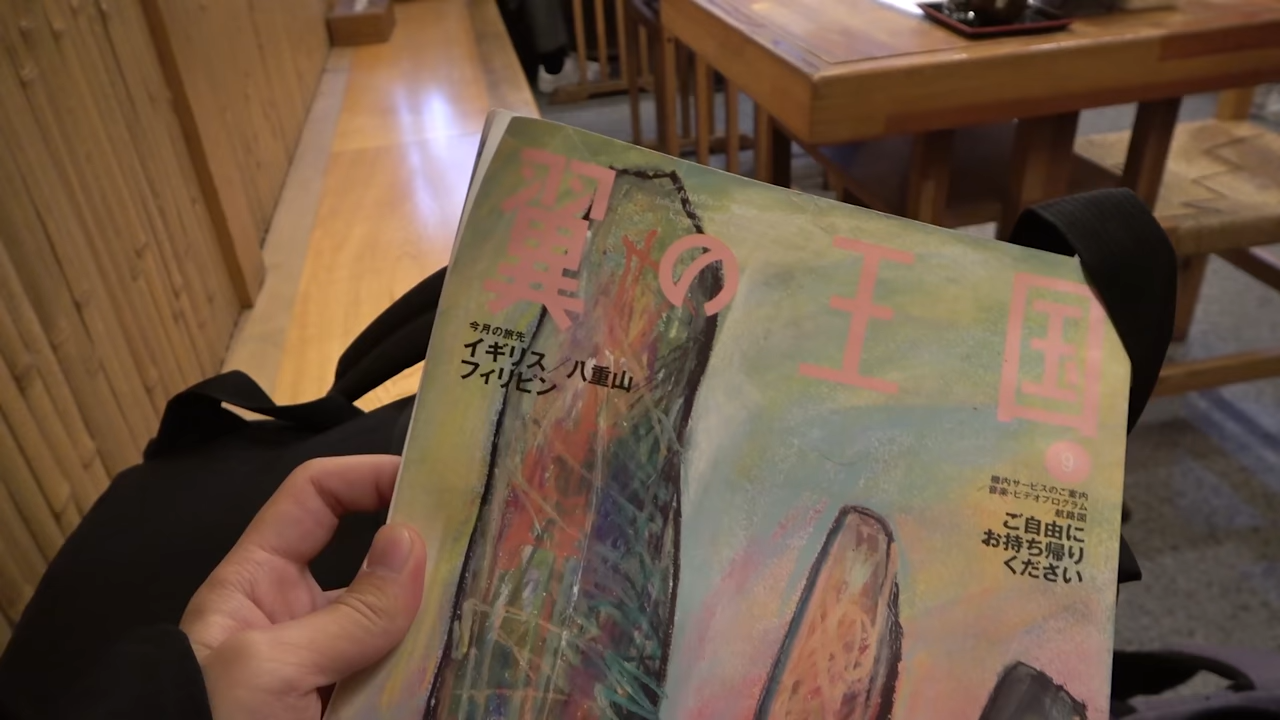 翼の王国
今月の旅先
イギリス／八重山／
フィリピン
9
機内サービスのご案内
音楽・ビデオプログラム
航路図
ご自由に
お持ち帰り
ください